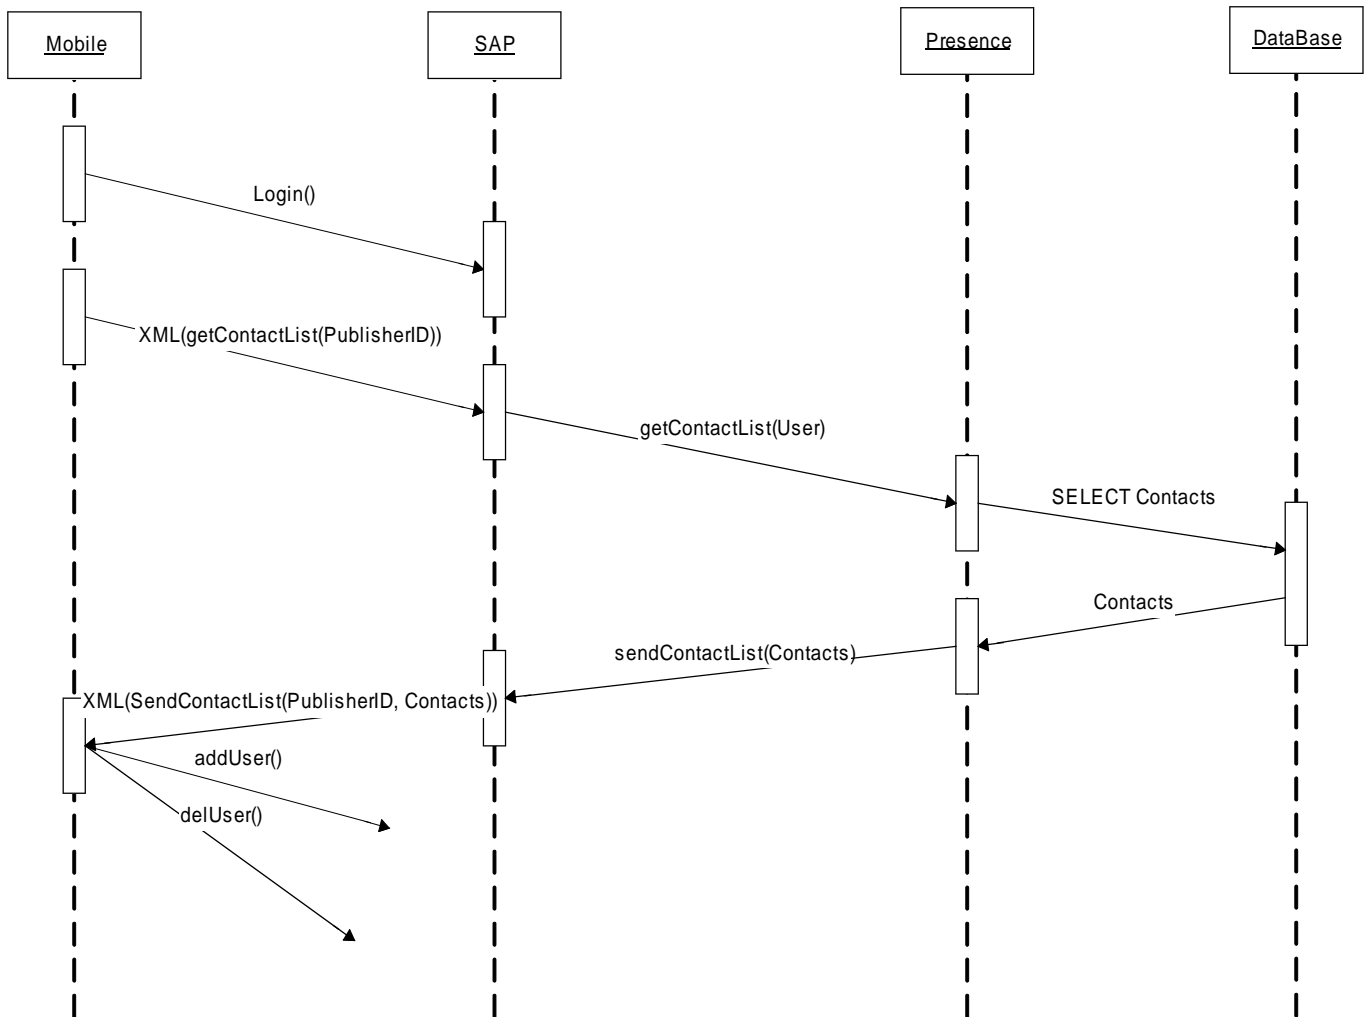 Mobile
SAP
Presence
DataBase
Login()
XML(getContactList(PublisherID))
getContactList(User)
SELECT Contacts
Contacts
sendContactList(Contacts)
XML(SendContactList(PublisherID, Contacts))
addUser()
delUser()